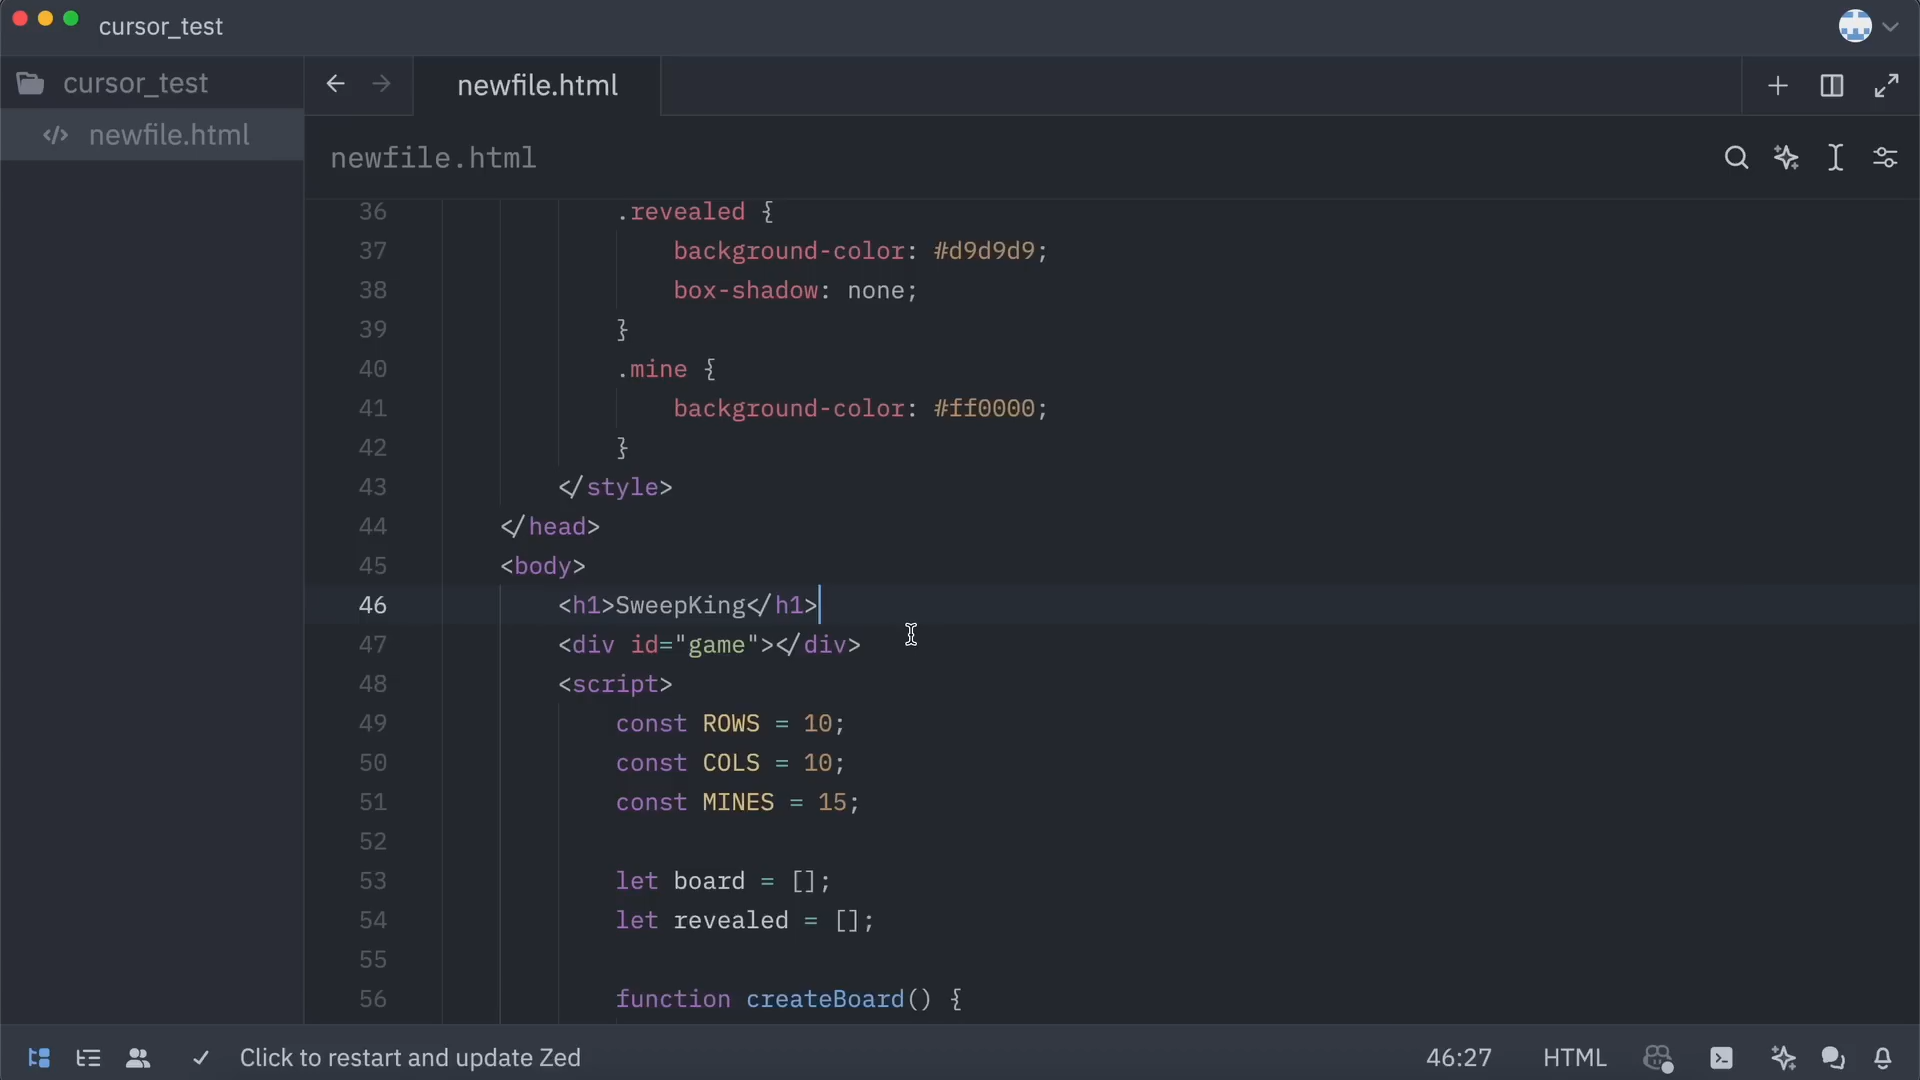 cursor_test
cursor_test
newfile.html
newfile.html
newfile.html
36 .revealed {
37 background-color: #d9d9d9;
38 box-shadow: none;
39 }
40 .mine {
41 background-color: #ff0000;
42 }
43 </style>
44 </head>
45 <body>
46 <h1>SweepKing</h1>
47 <div id="game"></div>
48 <script>
49 const ROWS = 10;
50 const COLS = 10;
51 const MINES = 15;
52
53 let board = [];
54 let revealed = [];
55
56 function createBoard() {
Click to restart and update Zed
46:27
HTML